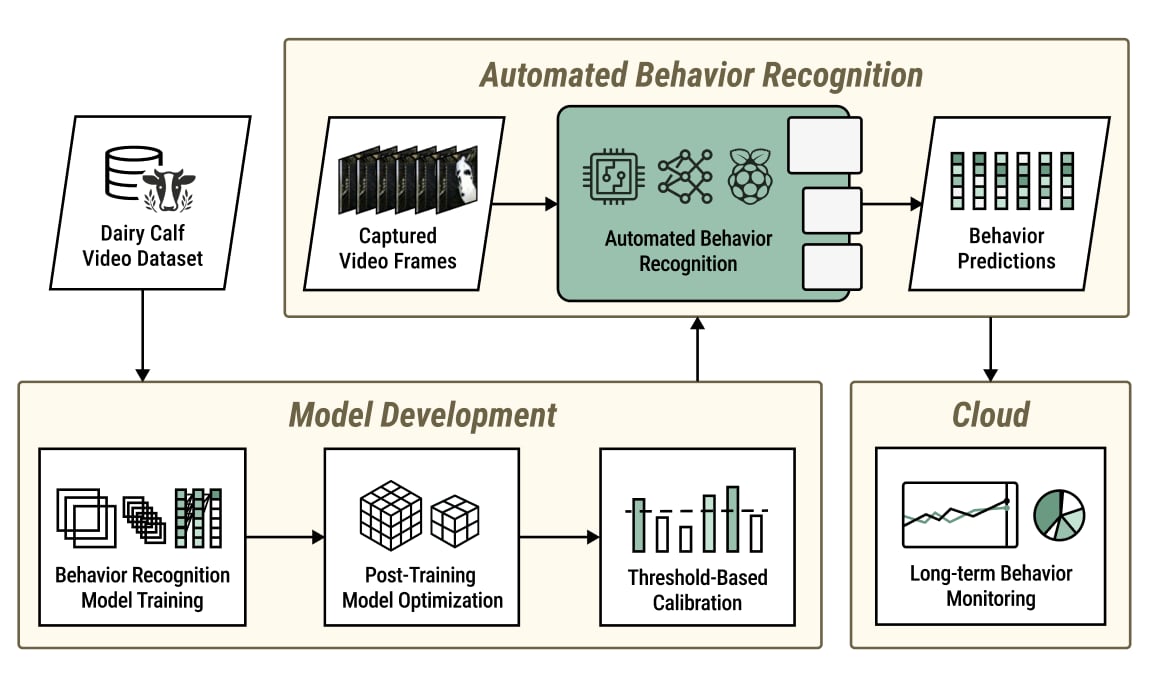 Automated Behavior Recognition
Dairy Calf
Video Dataset
Captured
Video Frames
Automated Behavior
Recognition
Behavior
Predictions
Model Development
Behavior Recognition
Model Training
Post-Training
Model Optimization
Threshold-Based
Calibration
Cloud
Long-term Behavior
Monitoring